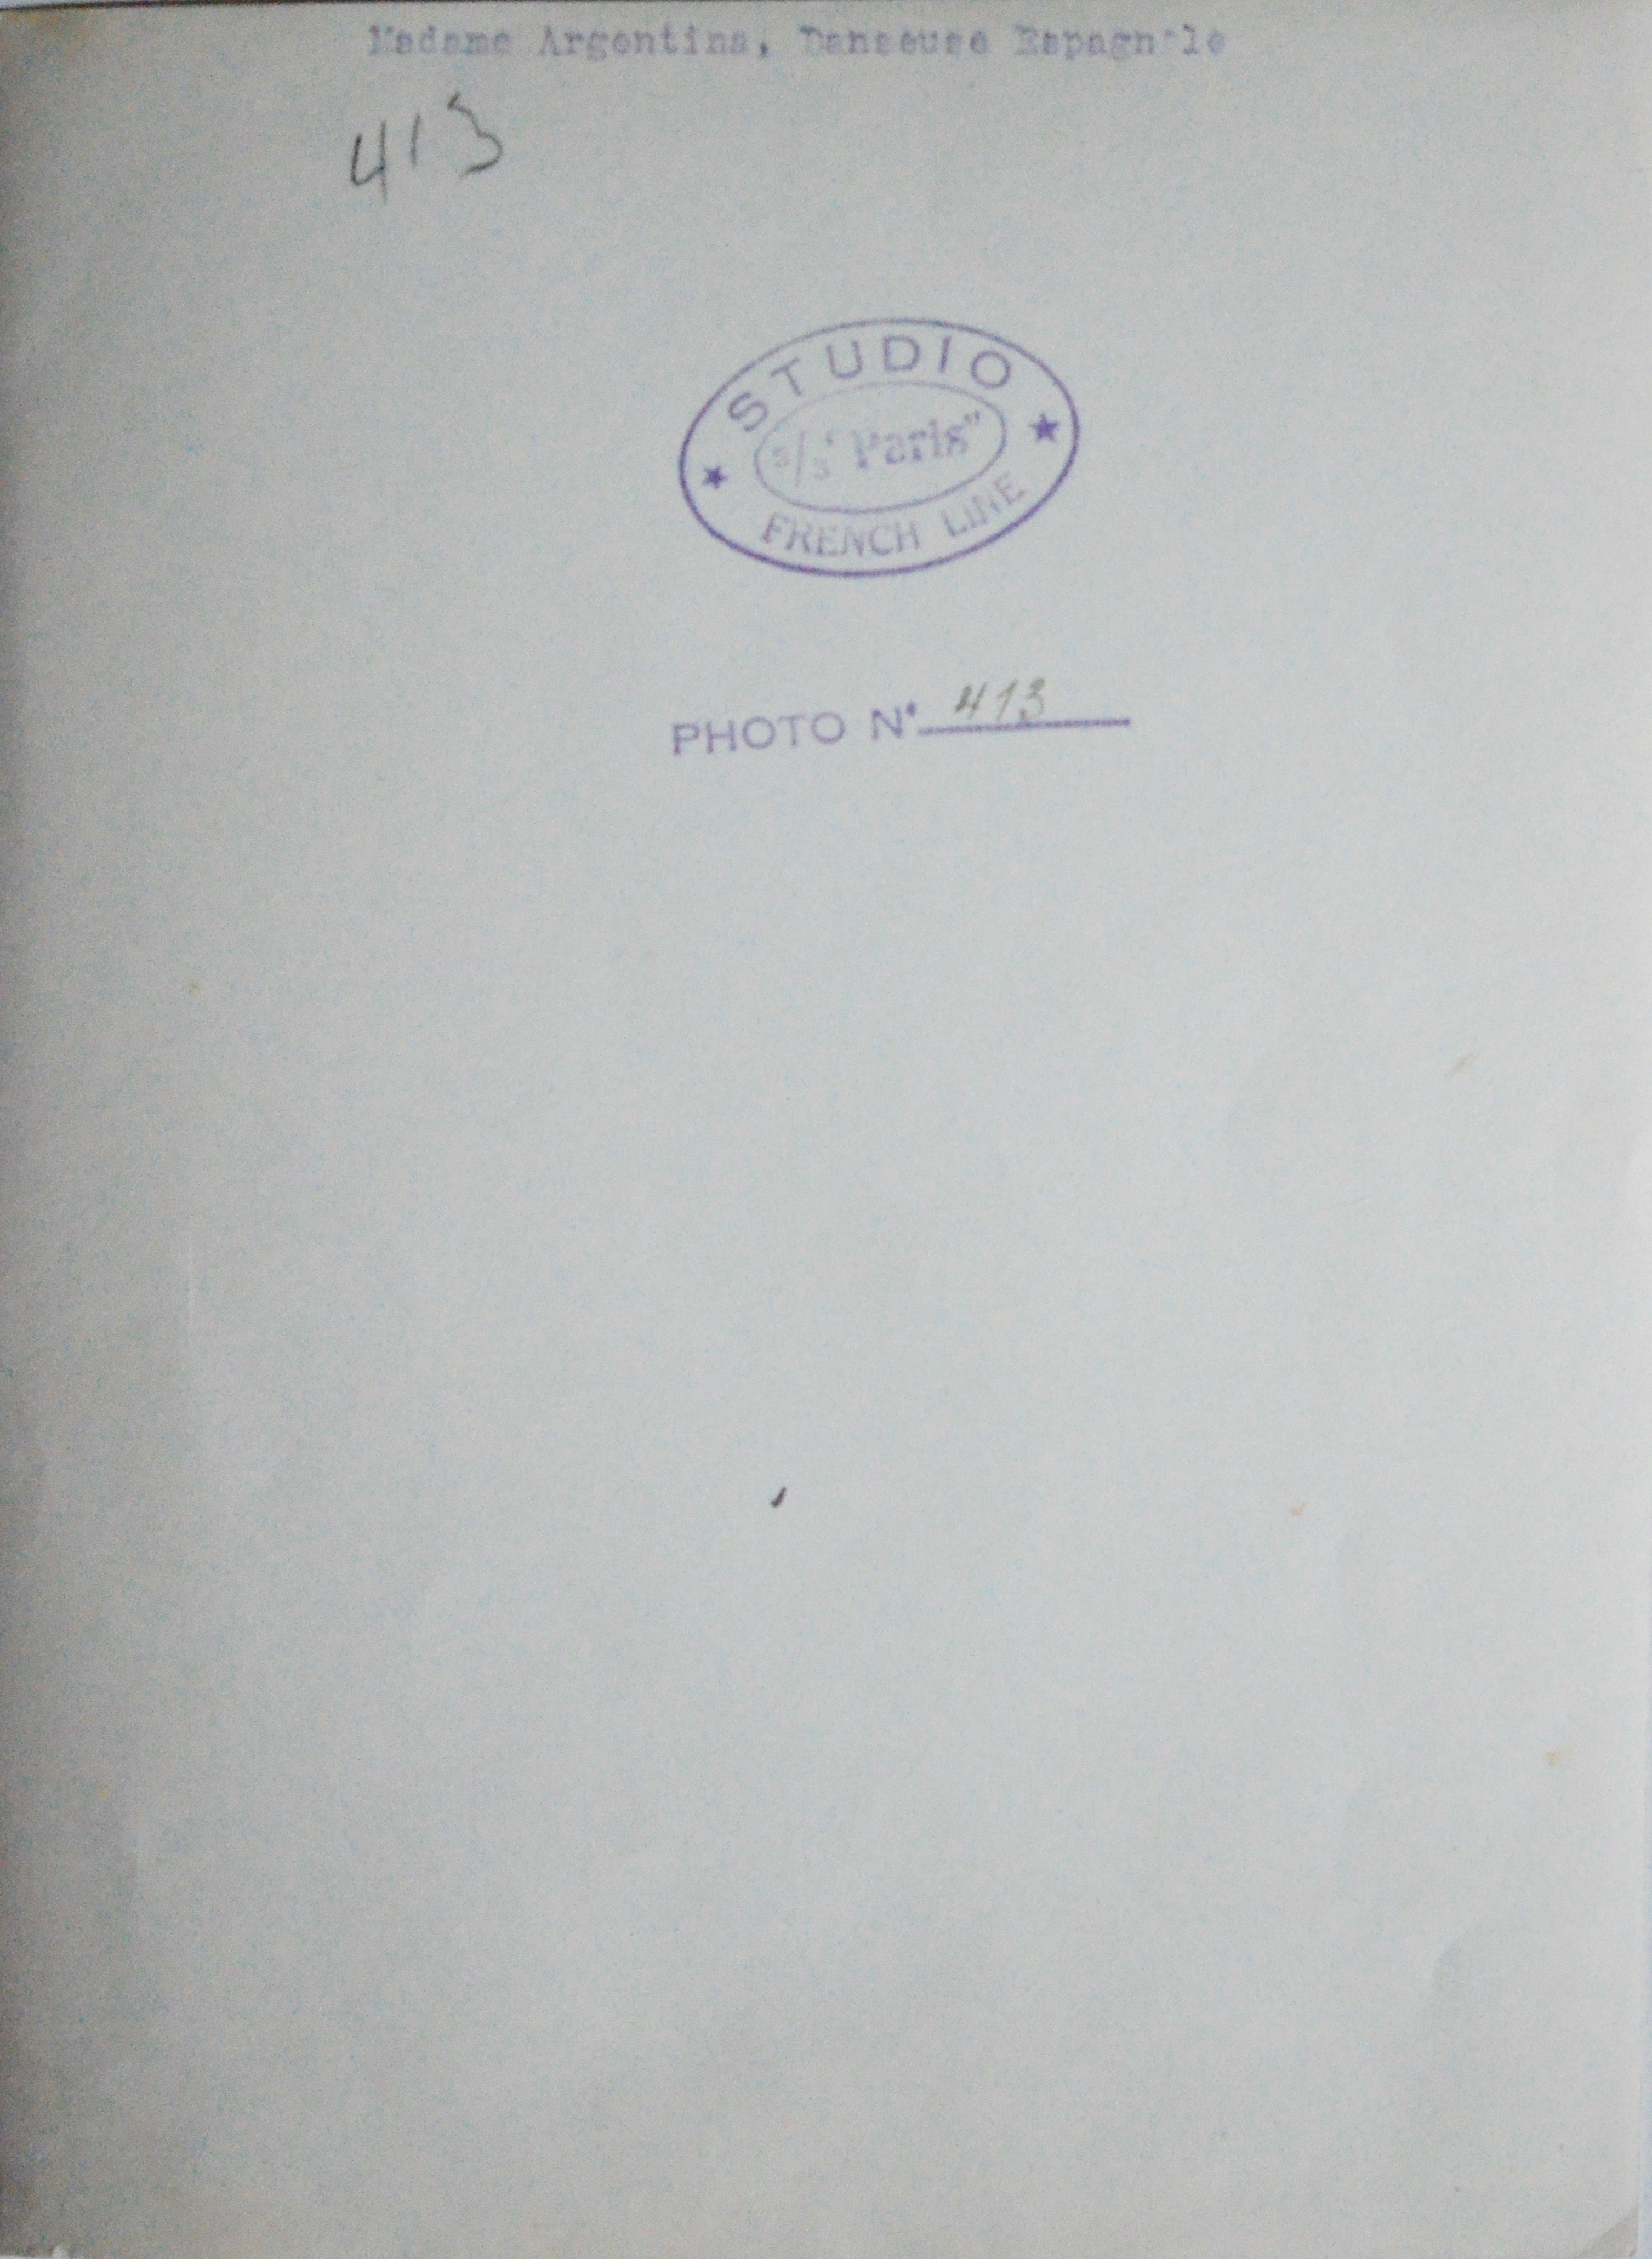 Madame Argentina, Danseuse Espagnole
413
STUDIO
s/s "Paris"
FRENCH LINE
PHOTO N° 413